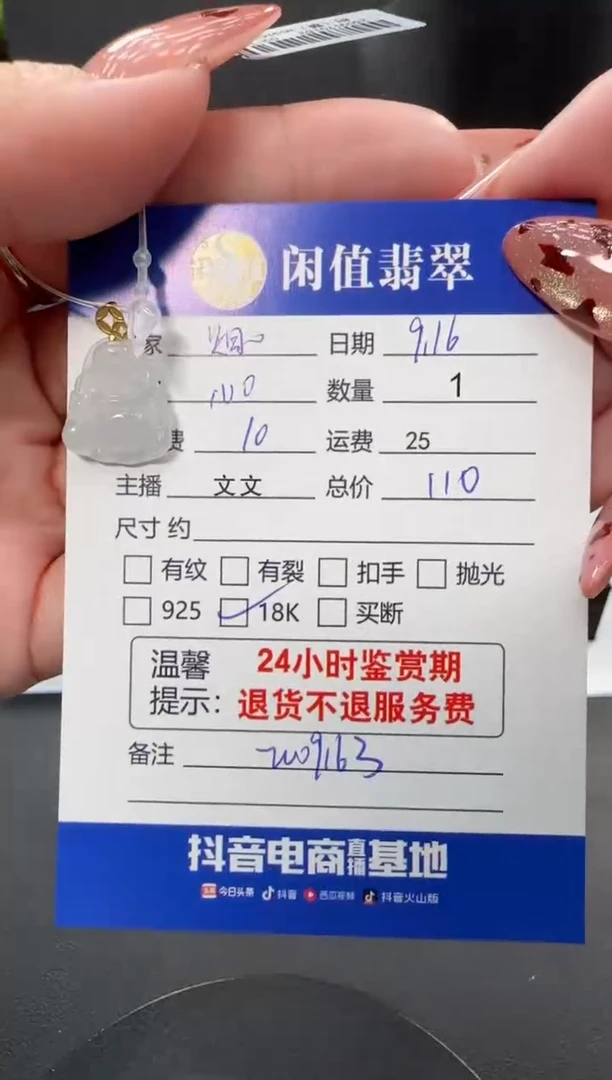 闲值翡翠
家 日期 9.16
数量 1
费 10 运费 25
主播 文文 总价 110
尺寸 约
有纹 有裂 扣手 抛光
925 18K 买断
温馨 24小时鉴赏期
提示： 退货不退服务费
备注
抖音电商直播基地
今日头条 抖音 西瓜视频 抖音火山版